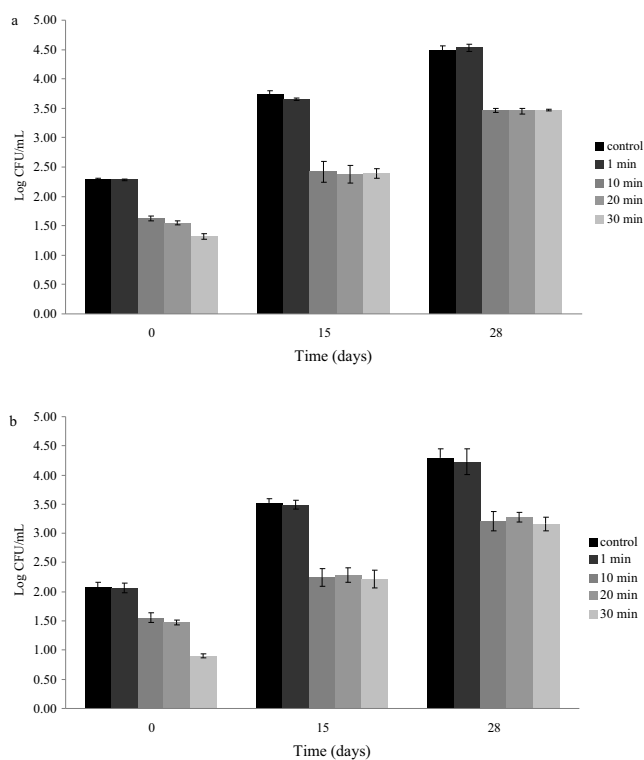 a
5.00
4.50
4.00
3.50
3.00
2.50
2.00
1.50
1.00
0.50
0.00
Log CFU/mL
0 15 28
Time (days)
control
1 min
10 min
20 min
30 min
b
5.00
4.50
4.00
3.50
3.00
2.50
2.00
1.50
1.00
0.50
0.00
Log CFU/mL
0 15 28
Time (days)
control
1 min
10 min
20 min
30 min